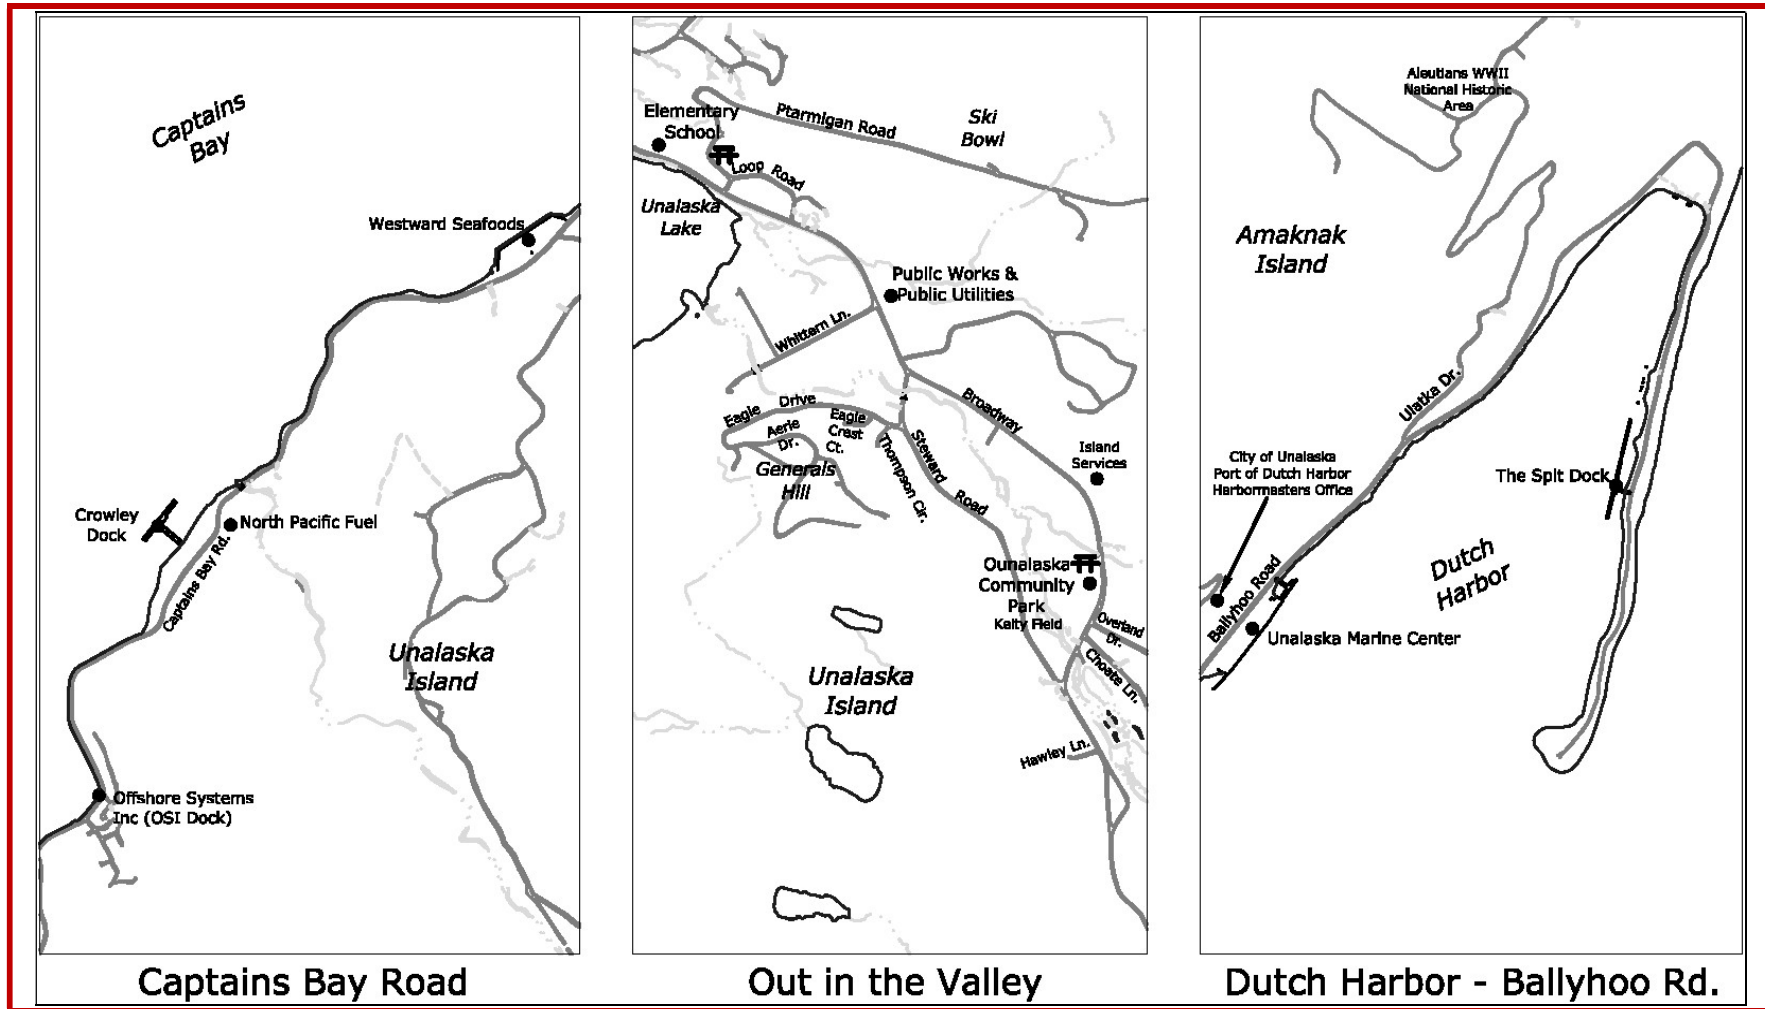 Captains
Bay
Westward Seafoods
Crowley
Dock
North Pacific Fuel
Captains Bay Rd.
Unalaska
Island
Offshore Systems
Inc (OSI Dock)
Captains Bay Road
Elementary
School
Ptarmigan Road
Ski
Bowl
Loop Road
Unalaska
Lake
Public Works &
Public Utilities
Whittern Ln.
Eagle Drive
Broadway
Aerie
Dr.
Eagle
Crest
Ct.
Thompson Cir.
Steward Road
Generals
Hill
Island
Services
Ounalaska
Community
Park
Kelty Field
Overland
Dr.
Choate Ln.
Unalaska
Island
Hawley Ln.
Out in the Valley
Aleutians WWII
National Historic
Area
Amaknak
Island
Ulatka Dr.
City of Unalaska
Port of Dutch Harbor
Harbormasters Office
The Spit Dock
Dutch
Harbor
Ballyhoo Road
Unalaska Marine Center
Dutch Harbor - Ballyhoo Rd.